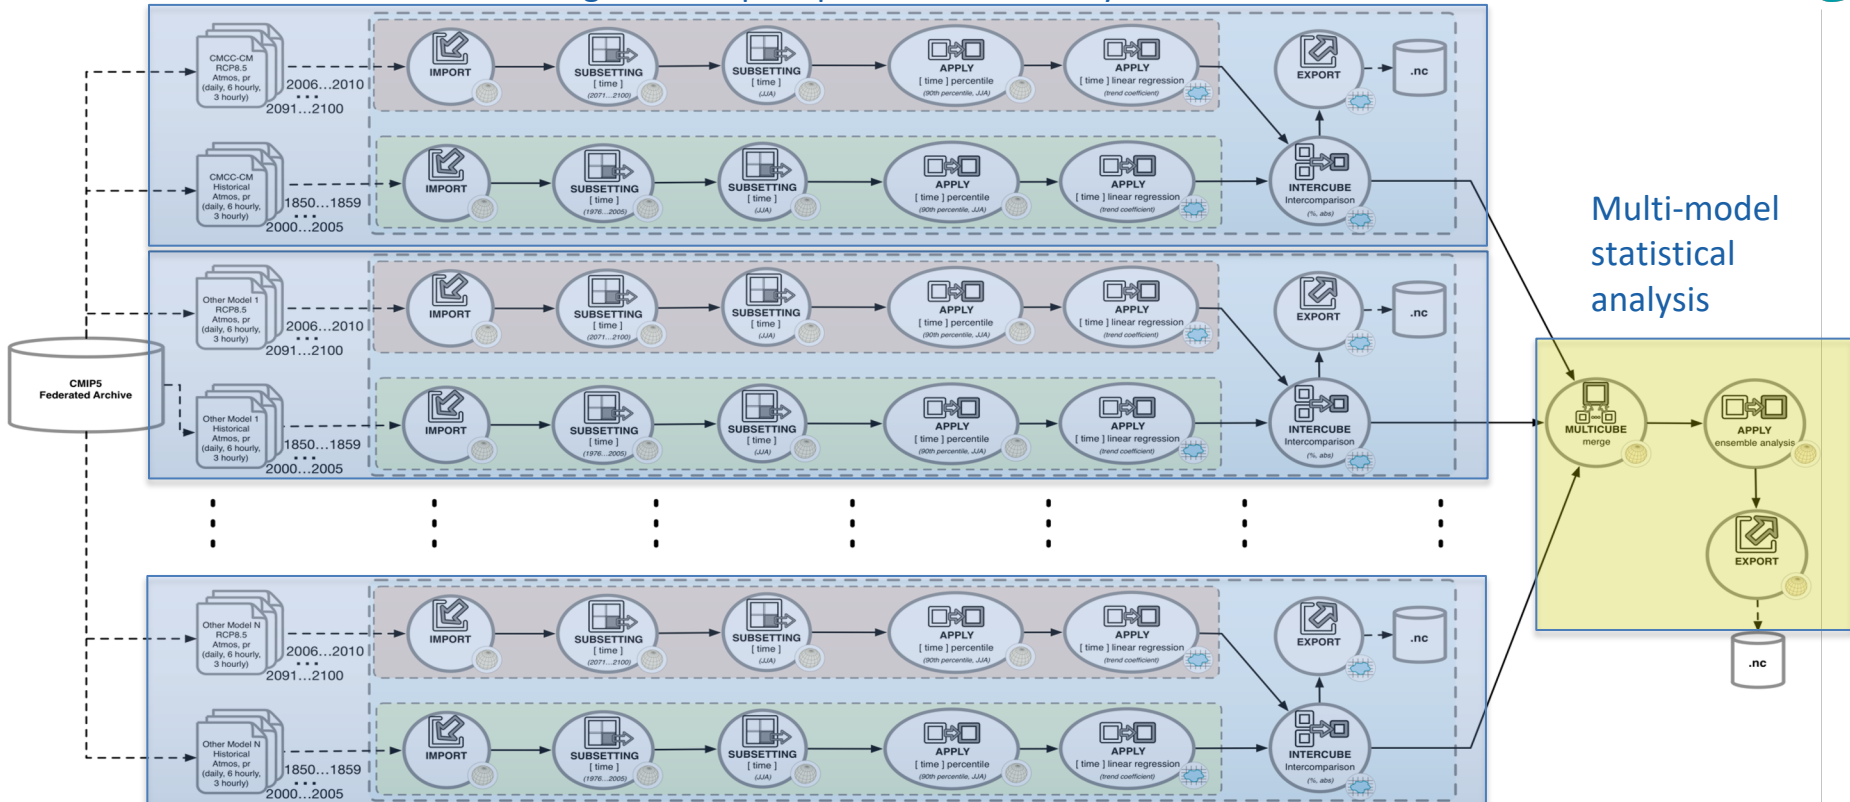 CMCC-CM
RCP8.5
Atmos, pr
(daily, 6 hourly,
3 hourly)
2006...2010
...
2091...2100
IMPORT
SUBSETTING
[ time ]
(2071...2100)
SUBSETTING
[ time ]
(JJA)
APPLY
[ time ] percentile
(90th percentile, JJA)
APPLY
[ time ] linear regression
(trend coefficient)
EXPORT
.nc
CMCC-CM
Historical
Atmos, pr
(daily, 6 hourly,
3 hourly)
1850...1859
...
2000...2005
IMPORT
SUBSETTING
[ time ]
(1976...2005)
SUBSETTING
[ time ]
(JJA)
APPLY
[ time ] percentile
(90th percentile, JJA)
APPLY
[ time ] linear regression
(trend coefficient)
INTERCUBE
Intercomparison
(%, abs)
Multi-model
statistical
analysis
Other Model 1
RCP8.5
Atmos, pr
(daily, 6 hourly,
3 hourly)
2006...2010
...
2091...2100
IMPORT
SUBSETTING
[ time ]
(2071...2100)
SUBSETTING
[ time ]
(JJA)
APPLY
[ time ] percentile
(90th percentile, JJA)
APPLY
[ time ] linear regression
(trend coefficient)
EXPORT
.nc
CMIP5
Federated Archive
Other Model 1
Historical
Atmos, pr
(daily, 6 hourly,
3 hourly)
1850...1859
...
2000...2005
IMPORT
SUBSETTING
[ time ]
(1976...2005)
SUBSETTING
[ time ]
(JJA)
APPLY
[ time ] percentile
(90th percentile, JJA)
APPLY
[ time ] linear regression
(trend coefficient)
INTERCUBE
Intercomparison
(%, abs)
MULTICUBE
merge
APPLY
ensemble analysis
EXPORT
.nc
Other Model N
RCP8.5
Atmos, pr
(daily, 6 hourly,
3 hourly)
2006...2010
...
2091...2100
IMPORT
SUBSETTING
[ time ]
(2071...2100)
SUBSETTING
[ time ]
(JJA)
APPLY
[ time ] percentile
(90th percentile, JJA)
APPLY
[ time ] linear regression
(trend coefficient)
EXPORT
.nc
Other Model N
Historical
Atmos, pr
(daily, 6 hourly,
3 hourly)
1850...1859
...
2000...2005
IMPORT
SUBSETTING
[ time ]
(1976...2005)
SUBSETTING
[ time ]
(JJA)
APPLY
[ time ] percentile
(90th percentile, JJA)
APPLY
[ time ] linear regression
(trend coefficient)
INTERCUBE
Intercomparison
(%, abs)